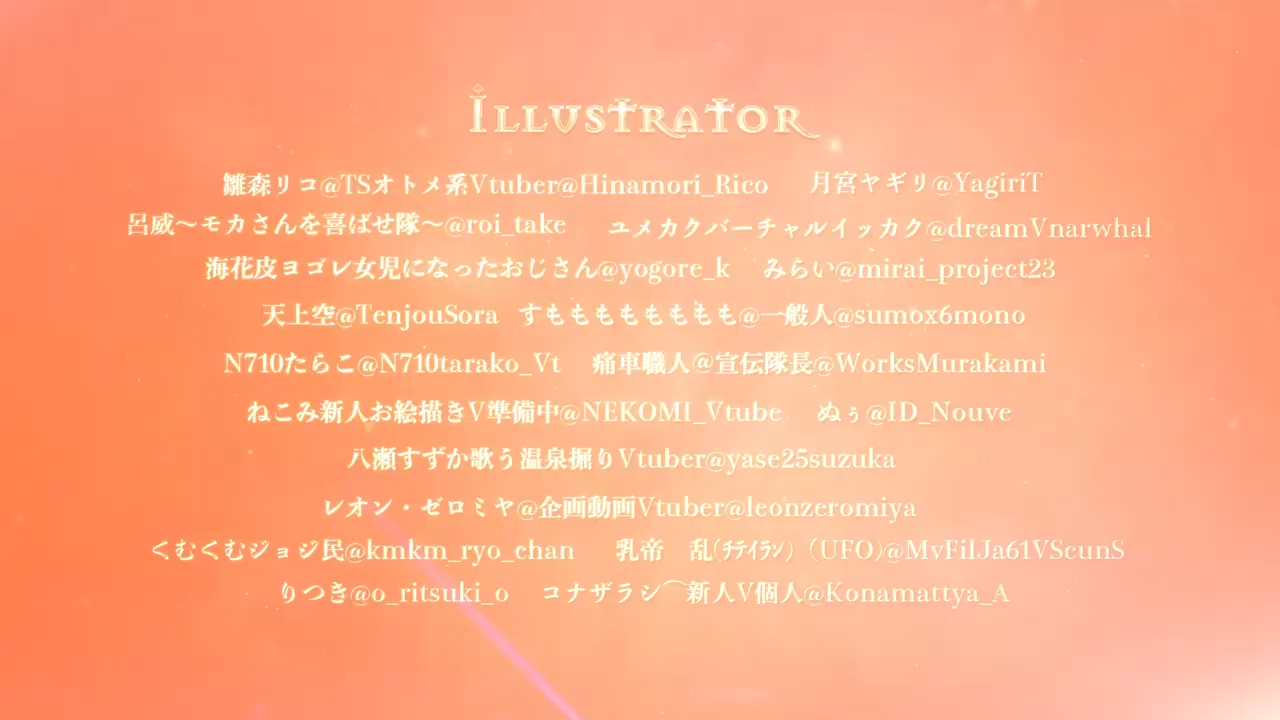 ILLUSTRATOR
雛森リコ@TSオトメ系Vtuber@Hinamori_Rico 月宮ヤギリ@YagiriT
呂威～モカさんを喜ばせ隊～@roi_take ユメカクバーチャルイッカク@dreamVnarwhal
海花皮ヨゴレ女児になったおじさん@yogore_k みらい@mirai_project23
天上空@TenjouSora すももももももも@一般人@sumox6mono
N710たらこ@N710tarako_Vt 痛車職人@宣伝隊長@WorksMurakami
ねこみ新人お絵描きV準備中@NEKOMI_Vtube ぬぅ@ID_Nouve
八瀬すずか歌う温泉掘りVtuber@yase25suzuka
レオン・ゼロミヤ@企画動画Vtuber@leonzeromiya
くむくむジョジ民@kmkm_ryo_chan 乳帝 乱(ﾁﾃｲﾗﾝ)（UFO)@MvFilJa61VScunS
りつき@o_ritsuki_o コナザラシ⌒新人V個人@Konamattya_A